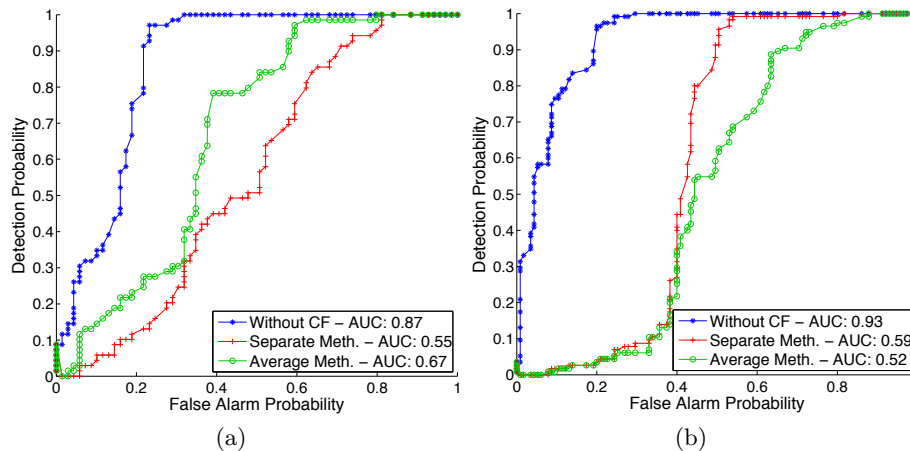 1
0.9
0.8
0.7
0.6
0.5
0.4
0.3
0.2
0.1
0
Detection Probability
0 0.2 0.4 0.6 0.8 1
False Alarm Probability
Without CF – AUC: 0.87
Separate Meth. – AUC: 0.55
Average Meth. – AUC: 0.67
(a)
1
0.9
0.8
0.7
0.6
0.5
0.4
0.3
0.2
0.1
0
Detection Probability
0 0.2 0.4 0.6 0.8
False Alarm Probability
Without CF – AUC: 0.93
Separate Meth. – AUC: 0.59
Average Meth. – AUC: 0.52
(b)